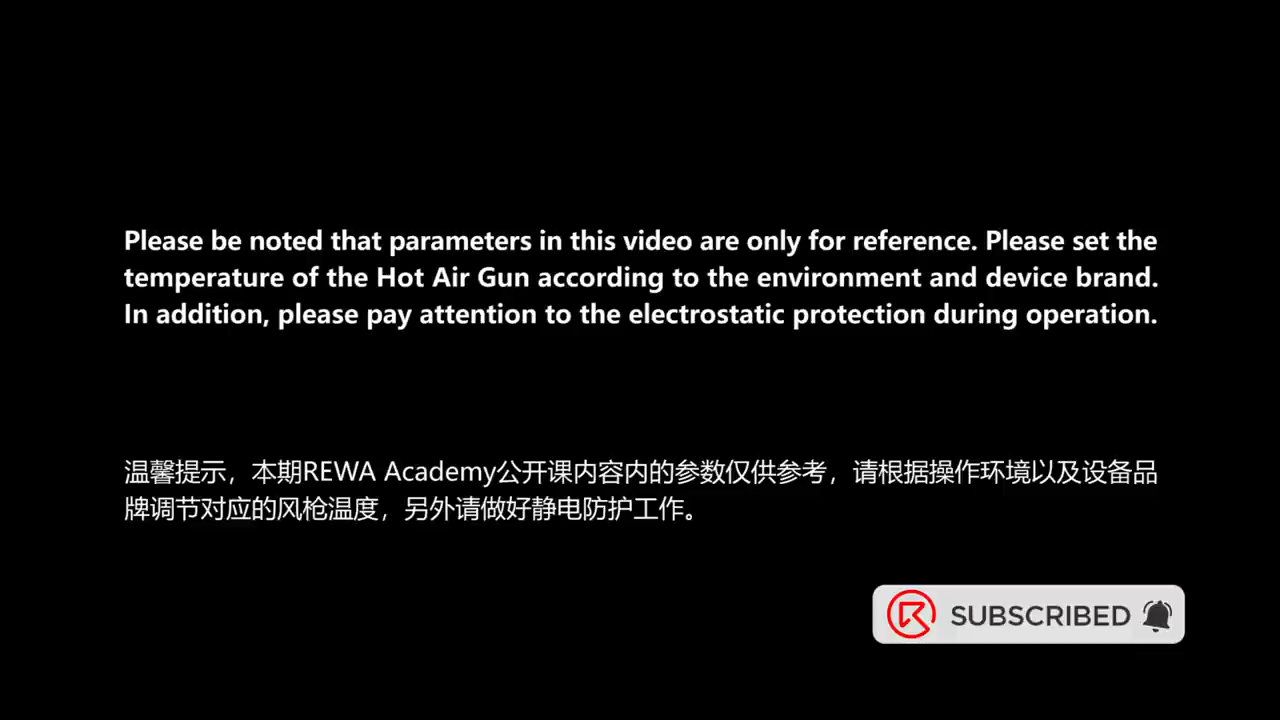 Please be noted that parameters in this video are only for reference. Please set the
temperature of the Hot Air Gun according to the environment and device brand.
In addition, please pay attention to the electrostatic protection during operation.
温馨提示，本期REWA Academy公开课内容内的参数仅供参考，请根据操作环境以及设备品
牌调节对应的风枪温度，另外请做好静电防护工作。
SUBSCRIBED